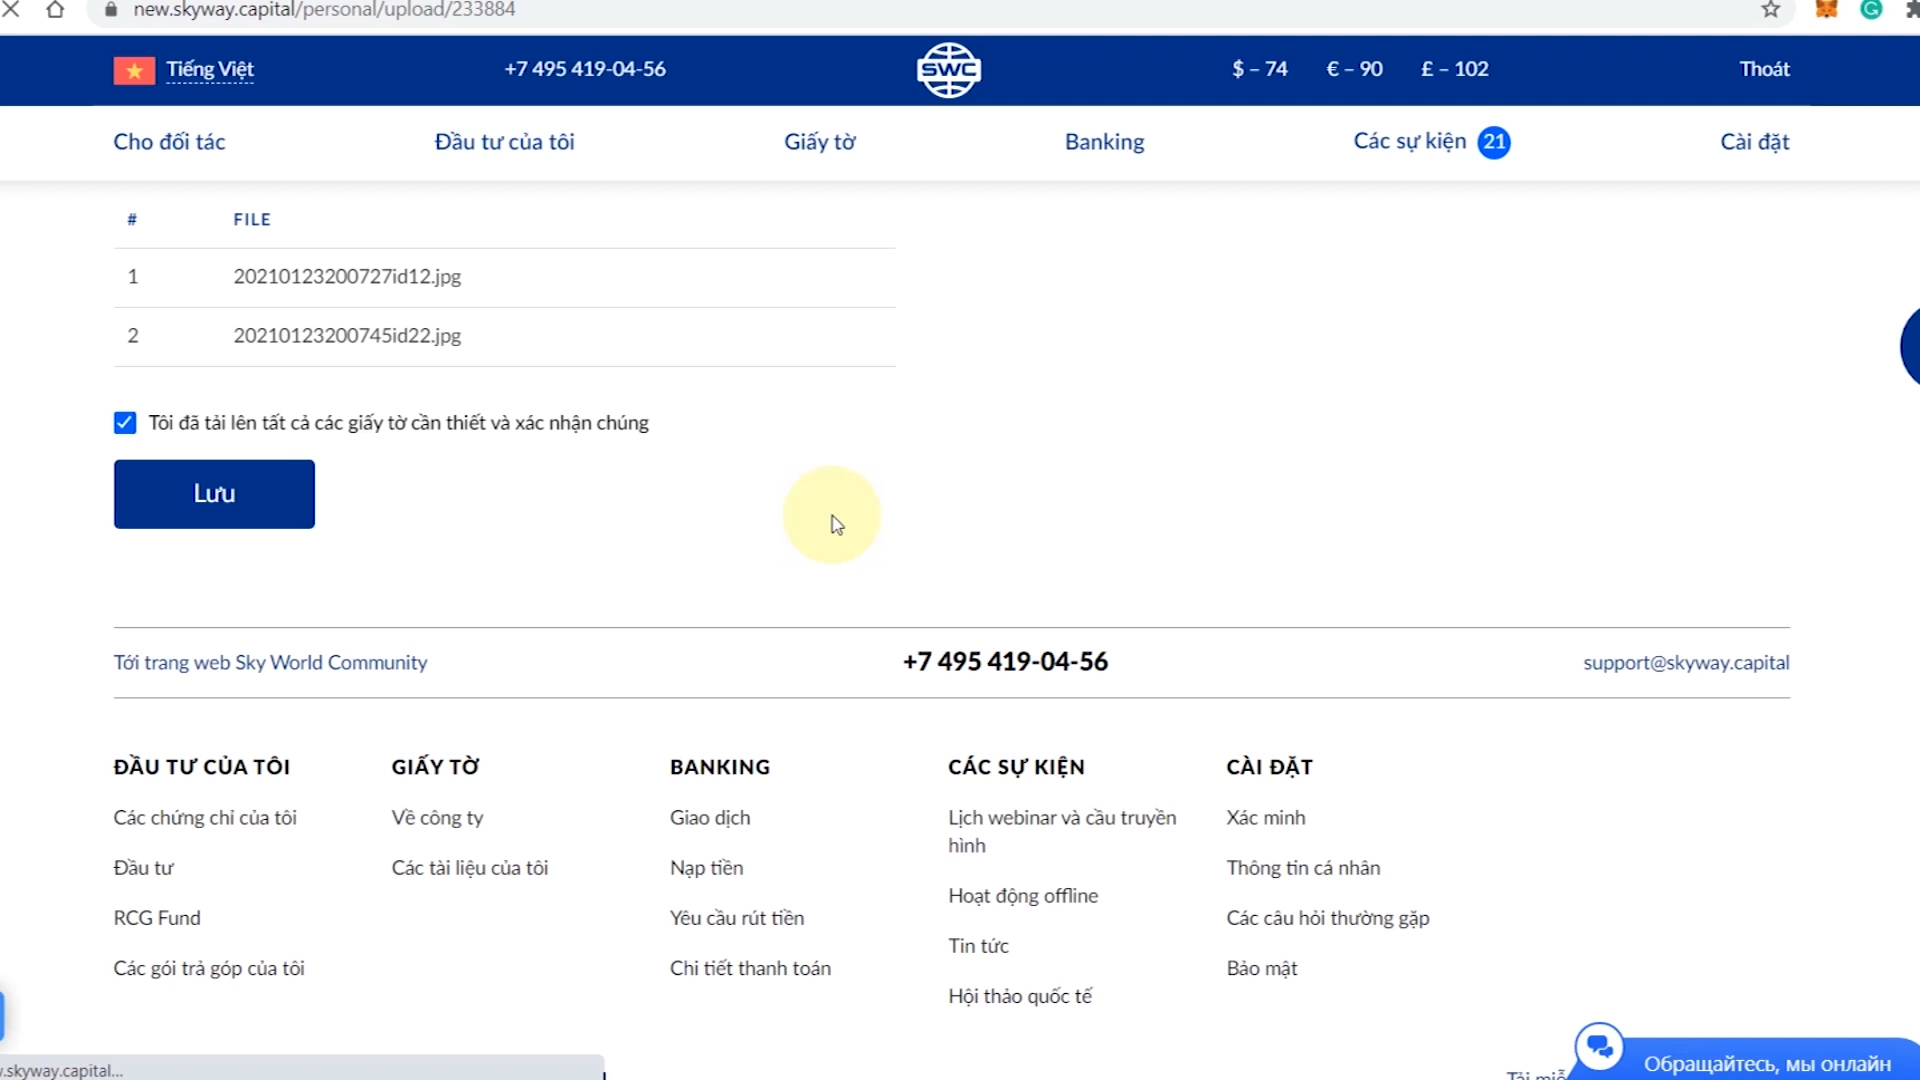 new.skyway.capital/personal/upload/233884
Tiếng Việt
+7 495 419-04-56
SWC
$ – 74
€ – 90
£ – 102
Thoát
Cho đối tác
Đầu tư của tôi
Giấy tờ
Banking
Các sự kiện 21
Cài đặt
# FILE
1 20210123200727id12.jpg
2 20210123200745id22.jpg
Tôi đã tải lên tất cả các giấy tờ cần thiết và xác nhận chúng
Lưu
Tới trang web Sky World Community
+7 495 419-04-56
support@skyway.capital
ĐẦU TƯ CỦA TÔI
Các chứng chỉ của tôi
Đầu tư
RCG Fund
Các gói trả góp của tôi
GIẤY TỜ
Về công ty
Các tài liệu của tôi
BANKING
Giao dịch
Nạp tiền
Yêu cầu rút tiền
Chi tiết thanh toán
CÁC SỰ KIỆN
Lịch webinar và cầu truyền
hình
Hoạt động offline
Tin tức
Hội thảo quốc tế
CÀI ĐẶT
Xác minh
Thông tin cá nhân
Các câu hỏi thường gặp
Bảo mật
.skyway.capital...
Обращайтесь, мы онлайн